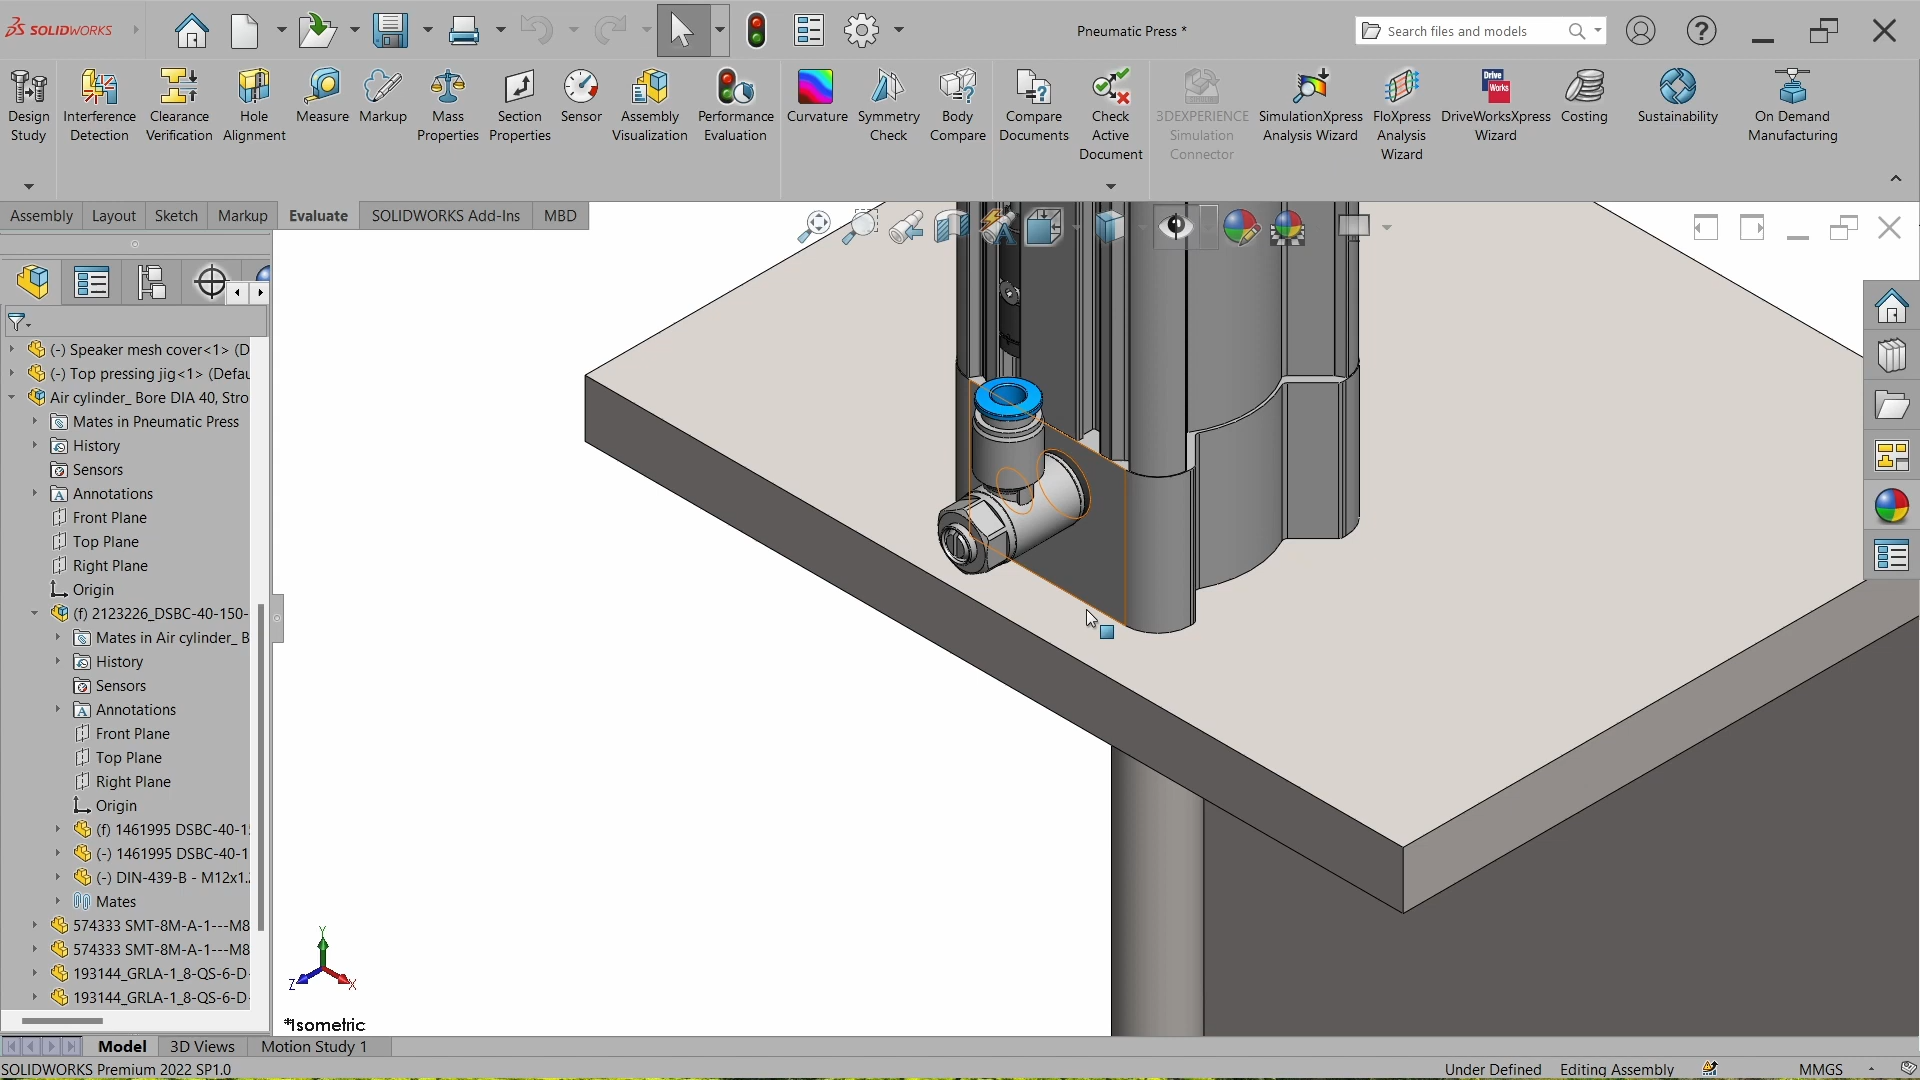 SOLIDWORKS
Pneumatic Press *
Search files and models
Design Study
Interference Detection
Clearance Verification
Hole Alignment
Measure
Markup
Mass Properties
Section Properties
Sensor
Assembly Visualization
Performance Evaluation
Curvature
Symmetry Check
Body Compare
Compare Documents
Check Active Document
3DEXPERIENCE Simulation Connector
SimulationXpress Analysis Wizard
FloXpress Analysis Wizard
Drive Works
DriveWorksXpress Wizard
Costing
Sustainability
On Demand Manufacturing
Assembly
Layout
Sketch
Markup
Evaluate
SOLIDWORKS Add-Ins
MBD
(-) Speaker mesh cover<1> (D
(-) Top pressing jig<1> (Defau
Air cylinder_ Bore DIA 40, Stro
Mates in Pneumatic Press
History
Sensors
Annotations
Front Plane
Top Plane
Right Plane
Origin
(f) 2123226_DSBC-40-150-
Mates in Air cylinder_ B
History
Sensors
Annotations
Front Plane
Top Plane
Right Plane
Origin
(f) 1461995 DSBC-40-1
(-) 1461995 DSBC-40-1
(-) DIN-439-B - M12x1.
Mates
574333 SMT-8M-A-1---M8
574333 SMT-8M-A-1---M8
193144_GRLA-1_8-QS-6-D
193144_GRLA-1_8-QS-6-D
Y
Z
X
*Isometric
Model
3D Views
Motion Study 1
SOLIDWORKS Premium 2022 SP1.0
Under Defined
Editing Assembly
MMGS